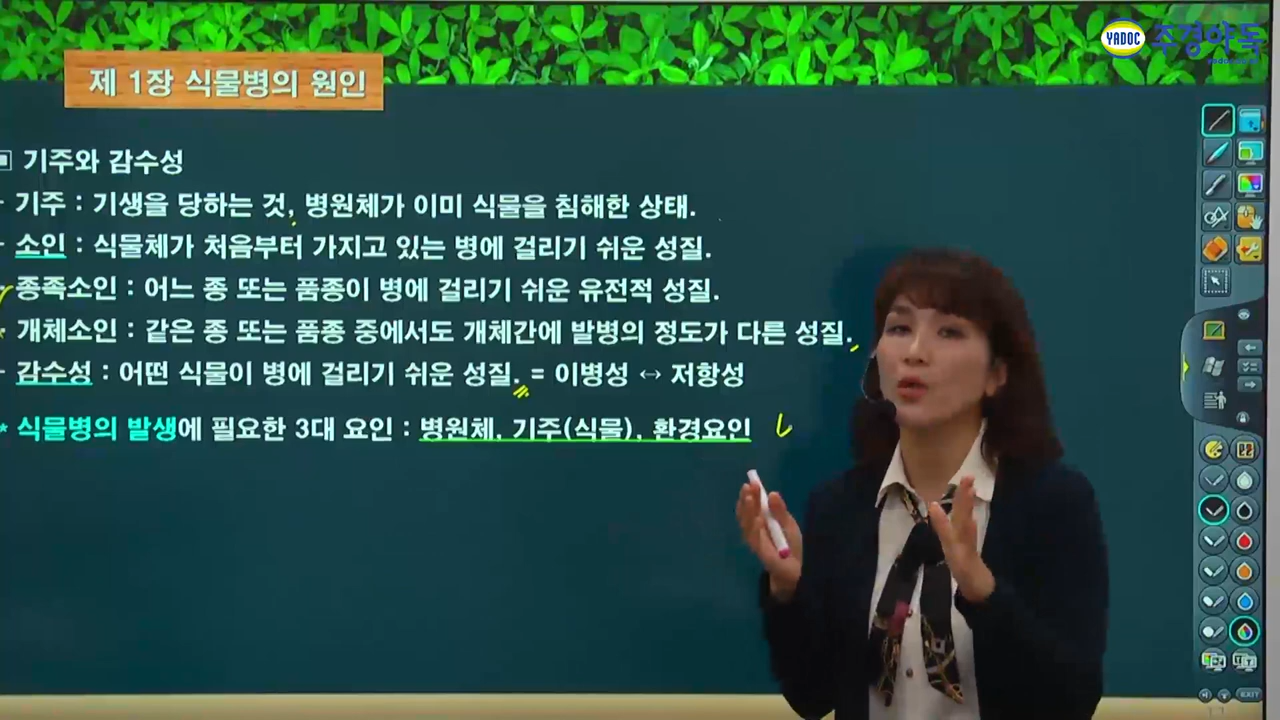 YADOC 주경야독
제 1장 식물병의 원인
기주와 감수성
- 기주 : 기생을 당하는 것, 병원체가 이미 식물을 침해한 상태.
- 소인 : 식물체가 처음부터 가지고 있는 병에 걸리기 쉬운 성질.
종족소인 : 어느 종 또는 품종이 병에 걸리기 쉬운 유전적 성질.
* 개체소인 : 같은 종 또는 품종 중에서도 개체간에 발병의 정도가 다른 성질.
- 감수성 : 어떤 식물이 병에 걸리기 쉬운 성질. = 이병성 ↔ 저항성
* 식물병의 발생에 필요한 3대 요인 : 병원체, 기주(식물), 환경요인
EXIT